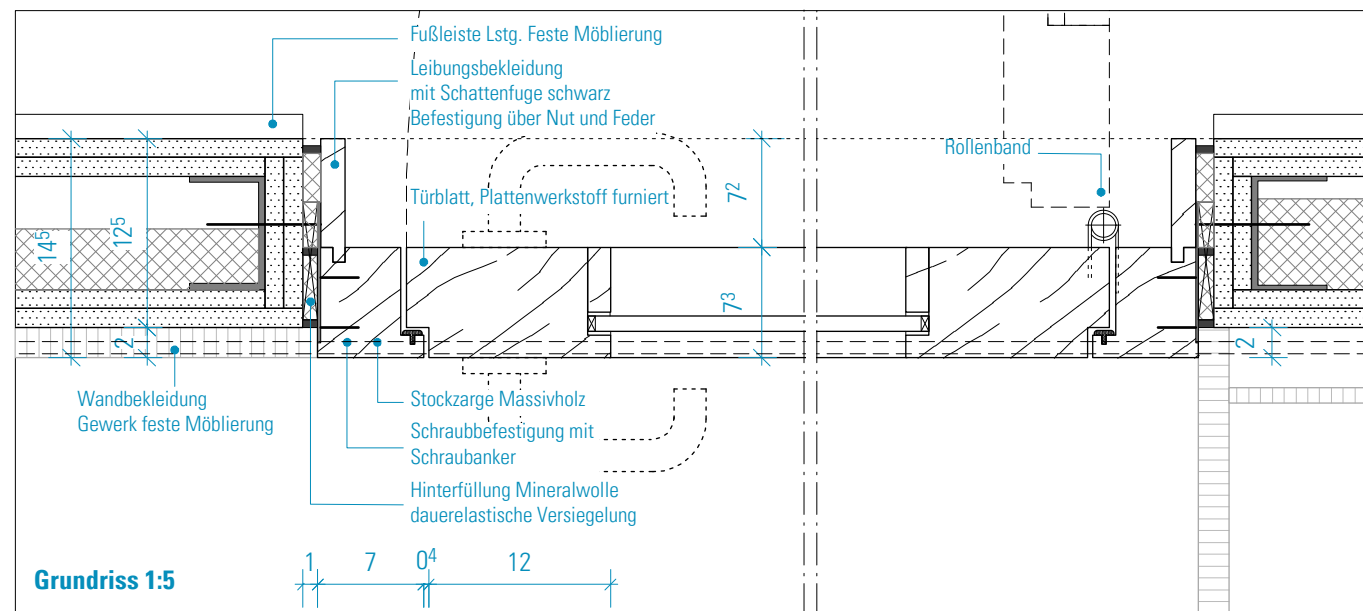 Fußleiste Lstg. Feste Möblierung
Leibungsbekleidung
mit Schattenfuge schwarz
Befestigung über Nut und Feder
Rollenband
Türblatt, Plattenwerkstoff furniert
14⁵
12⁵
2
7²
7³
2
Wandbekleidung
Gewerk feste Möblierung
Stockzarge Massivholz
Schraubbefestigung mit
Schraubanker
Hinterfüllung Mineralwolle
dauerelastische Versiegelung
1 7 0⁴ 12
Grundriss 1:5